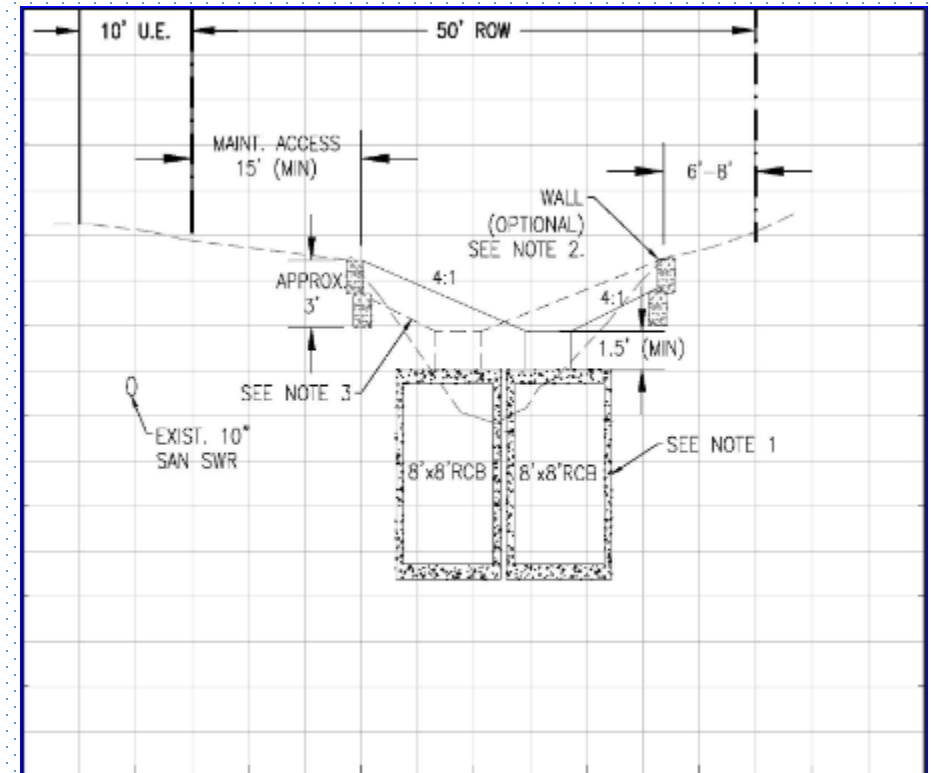 10' U.E.
50' ROW
MAINT. ACCESS
15' (MIN)
6'-8'
WALL
(OPTIONAL)
SEE NOTE 2.
APPROX.
3'
4:1
4:1
1.5' (MIN)
SEE NOTE 3
EXIST. 10"
SAN SWR
SEE NOTE 1
8'x8'RCB
8'x8'RCB